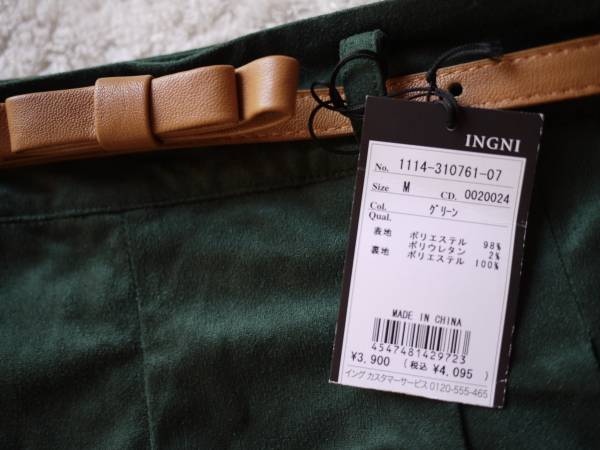 INGNI
No. 1114-310761-07
Size M CD. 0020024
Col. グリーン
Qual.
表地 ポリエステル 98%
ポリウレタン 2%
裏地 ポリエステル 100%
MADE IN CHINA
4547481429723
¥3,900 (税込 ¥4,095 )
イング カスタマーサービス 0120-555-465